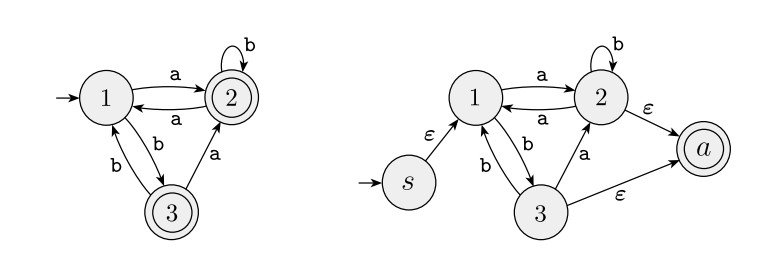 b b
a a
1 2 1 2
a a
ε
b b
ε a
b a b a
s
3 3
ε